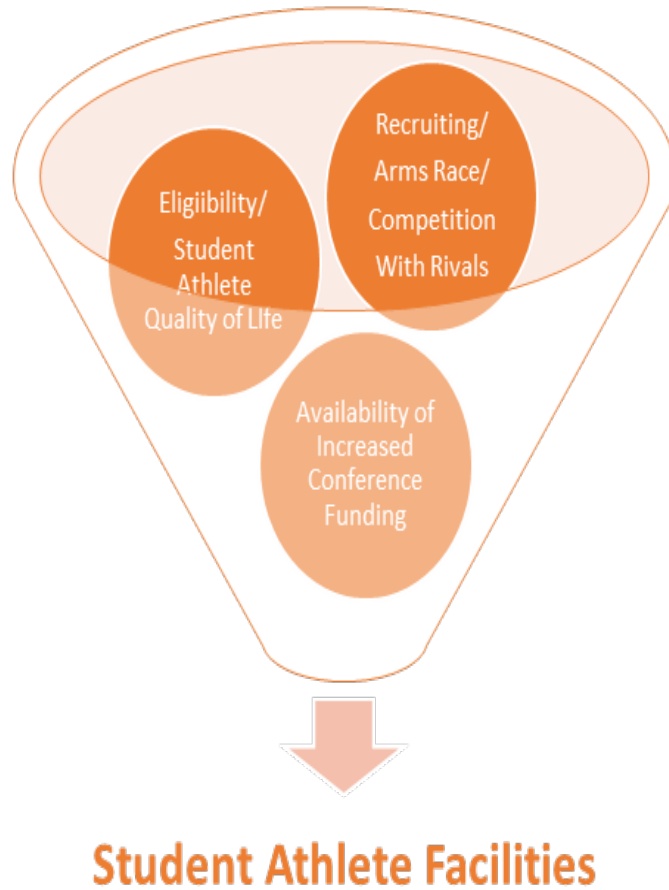 Recruiting/
Arms Race/
Competition
With Rivals
Eligiibility/
Student
Athlete
Quality of LIfe
Availability of
Increased
Conference
Funding
Student Athlete Facilities